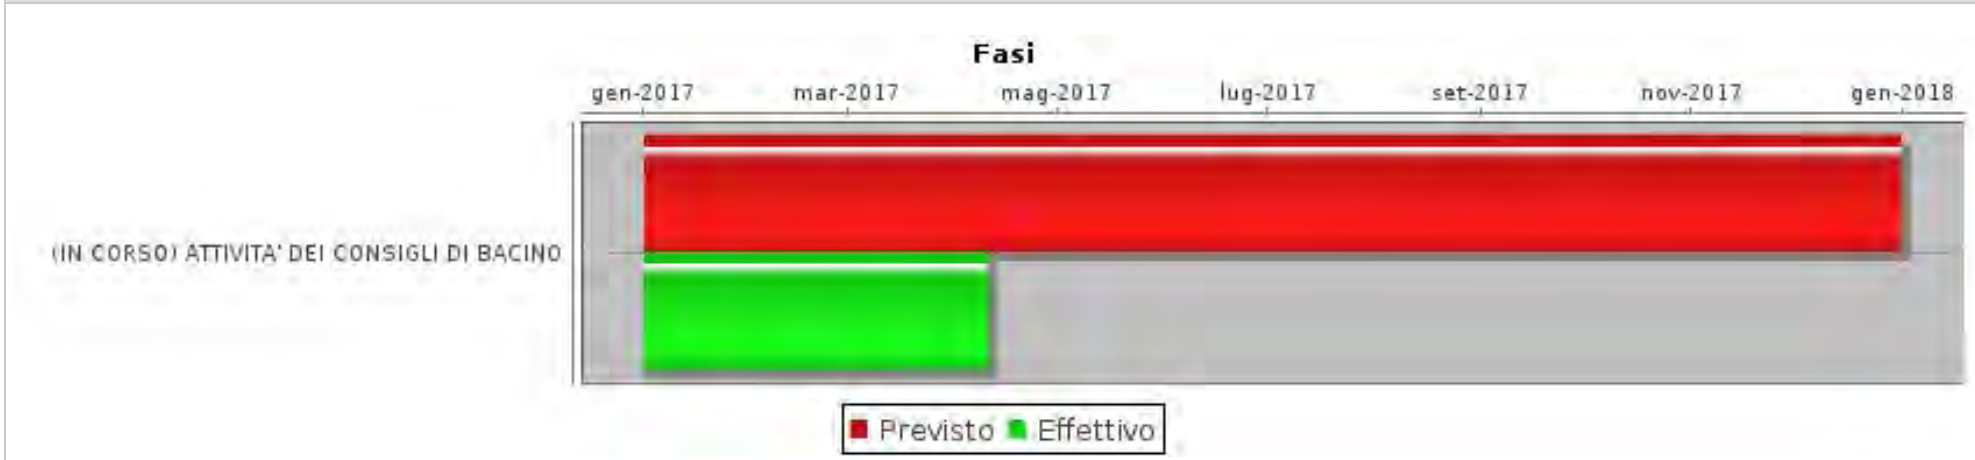 Fasi
gen-2017 mar-2017 mag-2017 lug-2017 set-2017 nov-2017 gen-2018
(IN CORSO) ATTIVITA' DEI CONSIGLI DI BACINO
Previsto Effettivo